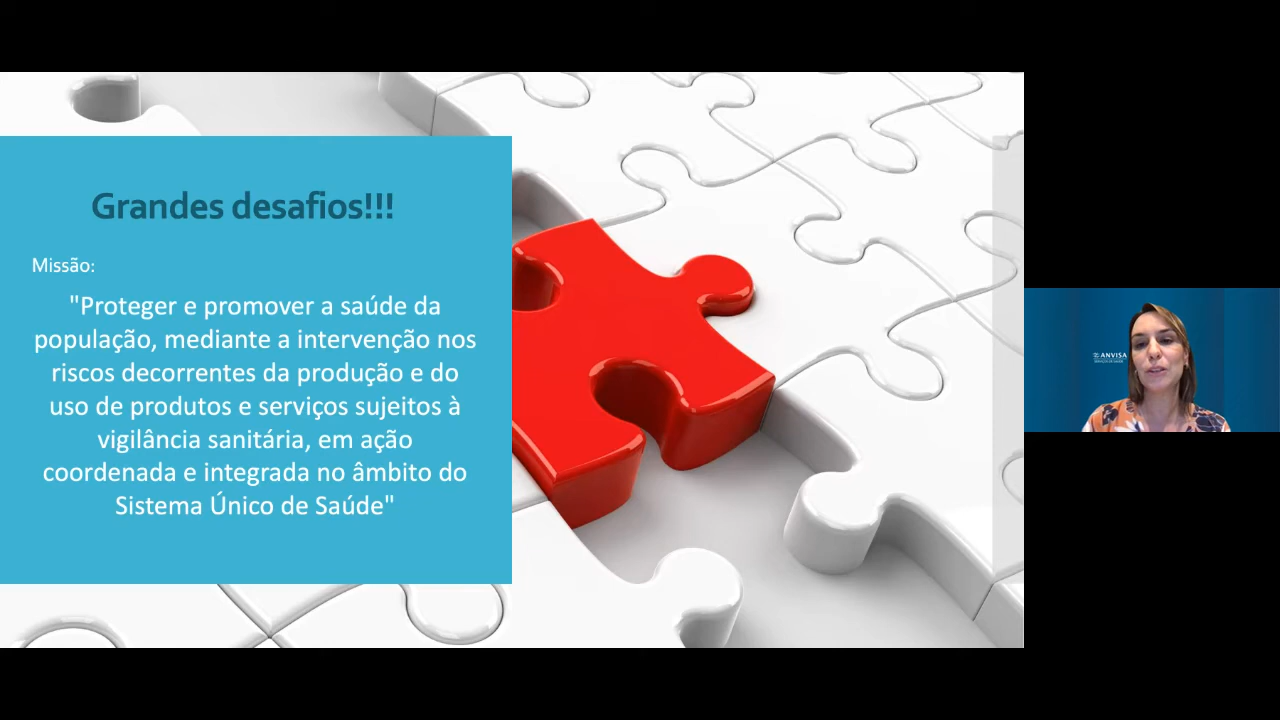 Grandes desafios!!!
Missão:
"Proteger e promover a saúde da
população, mediante a intervenção nos
riscos decorrentes da produção e do
uso de produtos e serviços sujeitos à
vigilância sanitária, em ação
coordenada e integrada no âmbito do
Sistema Único de Saúde"
ANVISA